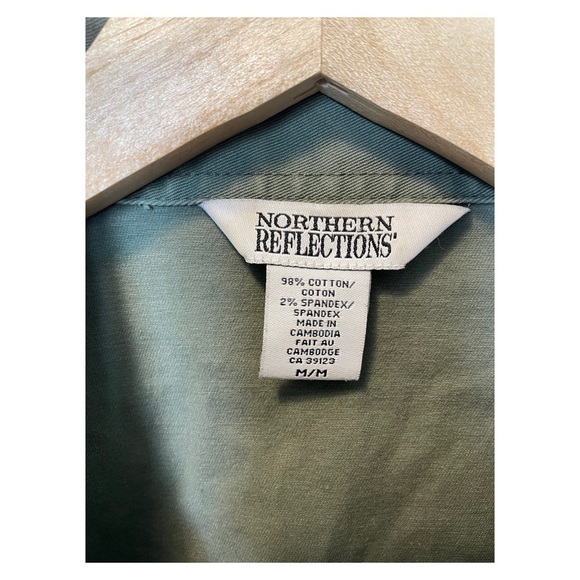 NORTHERN
REFLECTIONS'
98% COTTON/
COTON
2% SPANDEX/
SPANDEX
MADE IN
CAMBODIA
FAIT AU
CAMBODGE
CA 39123
M/M